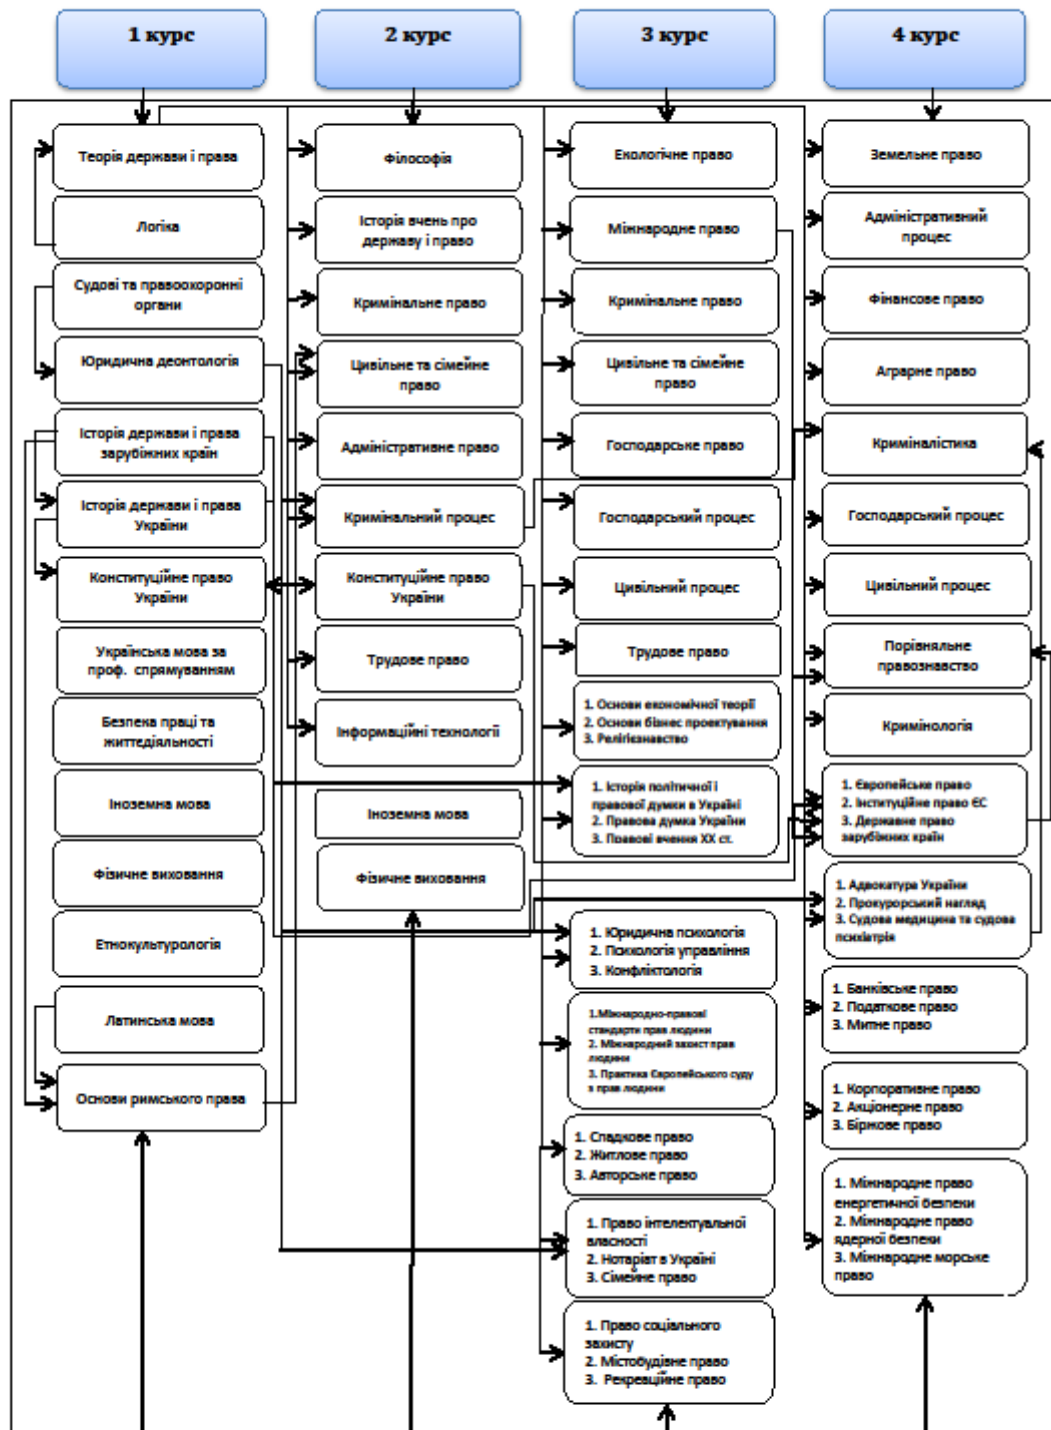 1 курс
Теорія держави і права
Логіка
Судові та правоохоронні
органи
Юридична деонтологія
Історія держави і права
зарубіжних країн
Історія держави і права
України
Конституційне право
України
Українська мова за
проф. спрямуванням
Безпека праці та
життедіяльності
Іноземна мова
Фізичне виховання
Етнокультурологія
Латинська мова
Основи римського права
2 курс
Філософія
Історія вчень про
державу і право
Кримінальне право
Цивільне та сімейне
право
Адміністративне право
Кримінальний процес
Конституційне право
України
Трудове право
Інформаційні технології
Іноземна мова
Фізичне виховання
3 курс
Екологічне право
Міжнародне право
Кримінальне право
Цивільне та сімейне
право
Господарське право
Господарський процес
Цивільний процес
Трудове право
1. Основи економічної теорії
2. Основи бізнес проектування
3. Релігієзнавство
1. Історія політичної і
правової думки в Україні
2. Правова думка України
3. Правові вчення ХХ ст.
1. Юридична психологія
2. Психологія управління
3. Конфліктологія
1.Міжнародно-правові
стандарти прав людини
2. Міжнародний захист прав
людини
3. Практика Європейського суду
з прав людини
1. Спадкове право
2. Житлове право
3. Авторське право
1. Право інтелектуальної
власності
2. Нотаріат в Україні
3. Сімейне право
1. Право соціального
захисту
2. Містобудівне право
3. Рекреаційне право
4 курс
Земельне право
Адміністративний
процес
Фінансове право
Аграрне право
Криміналістика
Господарський процес
Цивільний процес
Порівняльне
правознавство
Кримінологія
1. Європейське право
2. Інституційне право ЄС
3. Державне право
зарубіжних країн
1. Адвокатура України
2. Прокурорський нагляд
3. Судова медицина та судова
психіатрія
1. Банківське право
2. Податкове право
3. Митне право
1. Корпоративне право
2. Акціонерне право
3. Біржове право
1. Міжнародне право
енергетичної безпеки
2. Міжнародне право
ядерної безпеки
3. Міжнародне морське
право